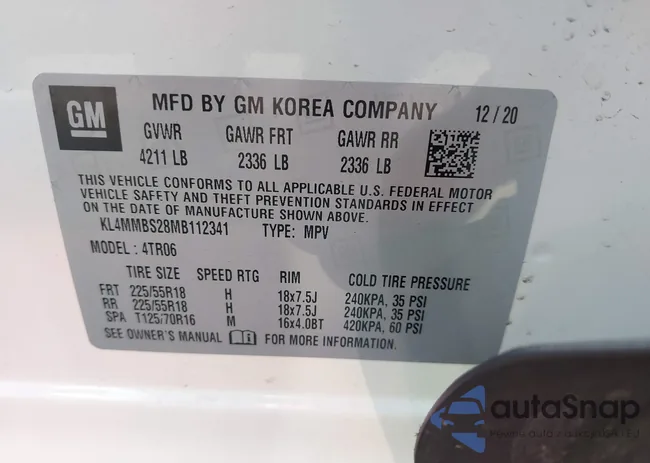 GM MFD BY GM KOREA COMPANY 12/20
GVWR GAWR FRT GAWR RR
4211 LB 2336 LB 2336 LB
THIS VEHICLE CONFORMS TO ALL APPLICABLE U.S. FEDERAL MOTOR
VEHICLE SAFETY AND THEFT PREVENTION STANDARDS IN EFFECT
ON THE DATE OF MANUFACTURE SHOWN ABOVE.
KL4MMBS28MB112341 TYPE: MPV
MODEL: 4TR06
TIRE SIZE SPEED RTG RIM COLD TIRE PRESSURE
FRT 225/55R18 H 18x7.5J 240KPA, 35 PSI
RR 225/55R18 H 18x7.5J 240KPA, 35 PSI
SPA T125/70R16 M 16x4.0BT 420KPA, 60 PSI
SEE OWNER'S MANUAL FOR MORE INFORMATION
autaSnap